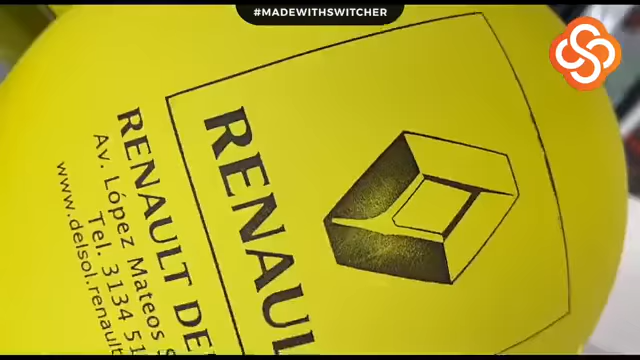 #MADEWITHSWITCHER
RENAUL
RENAULT DE
Av. López Mateos S
Tel. 3134 51
www.delsol.renault